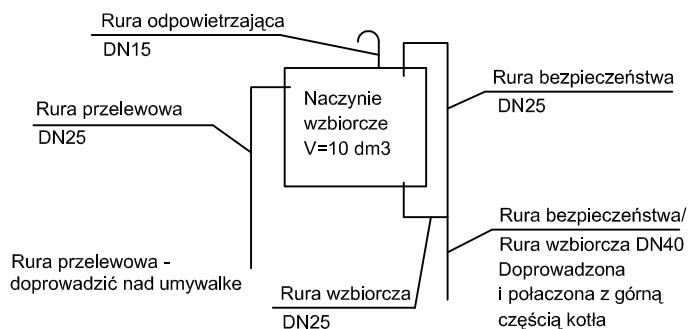 Rura odpowietrzająca
DN15
Rura przelewowa
DN25
Naczynie
wzbiorcze
V=10 dm3
Rura bezpieczeństwa
DN25
Rura przelewowa -
doprowadzić nad umywalke
Rura wzbiorcza
DN25
Rura bezpieczeństwa/
Rura wzbiorcza DN40
Doprowadzona
i połaczona z górną
częścią kotła